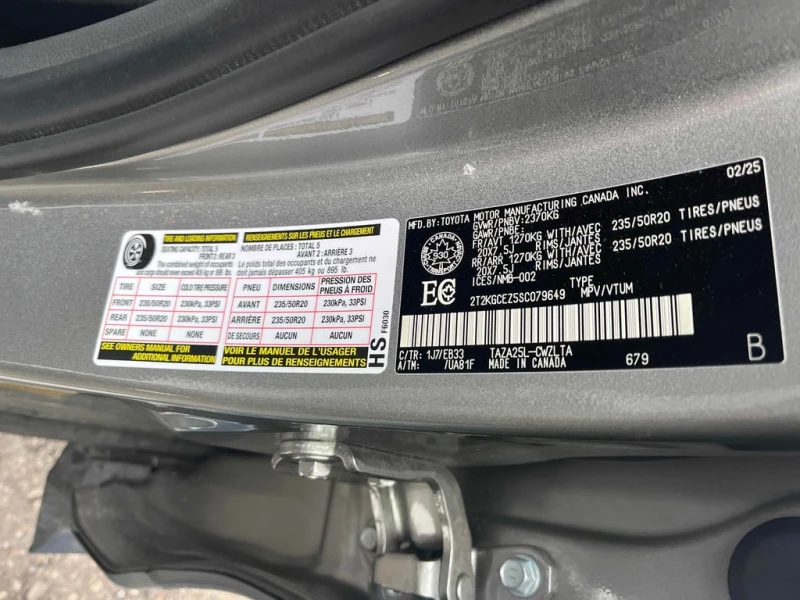 TIRE AND LOADING INFORMATION
SEATING CAPACITY: TOTAL 5
FRONT 2 : REAR 3
The combined weight of occupants and cargo should never exceed 405 kg or 895 lbs.
TIRE SIZE COLD TIRE PRESSURE
FRONT 235/50R20 230kPa, 33PSI
REAR 235/50R20 230kPa, 33PSI
SPARE NONE NONE
SEE OWNERS MANUAL FOR
ADDITIONAL INFORMATION
RENSEIGNEMENTS SUR LES PNEUS ET LE CHARGEMENT
NOMBRE DE PLACES : TOTAL 5
AVANT 2 : ARRIÈRE 3
Le poids total des occupants et du chargement ne
doit jamais dépasser 405 kg ou 895 lb.
PNEU DIMENSION PRESSION DES PNEUS À FROID
AVANT 235/50R20 230kPa, 33PSI
ARRIÈRE 235/50R20 230kPa, 33PSI
DE SECOURS AUCUN AUCUN
VOIR LE MANUEL DE L'USAGER
POUR PLUS DE RENSEIGNEMENTS
HS F6030
02/25
MFD.BY: TOYOTA MOTOR MANUFACTURING CANADA INC.
GVWR/PNBV: 2370KG
GAWR/PNBE:
FR/AVT 1270KG WITH/AVEC 235/50R20 TIRES/PNEUS
20X7.5J RIMS/JANTES
RR/ARR 1270KG WITH/AVEC 235/50R20 TIRES/PNEUS
20X7.5J RIMS/JANTES
ICES/NMB-002
CANADA
930
EC
TYPE
2T2KGCEZ5SC079649 MPV/VTUM
C/TR: 1J7/EB33 TAZA25L-CWZLTA 679
A/TM: /UA81F MADE IN CANADA
B